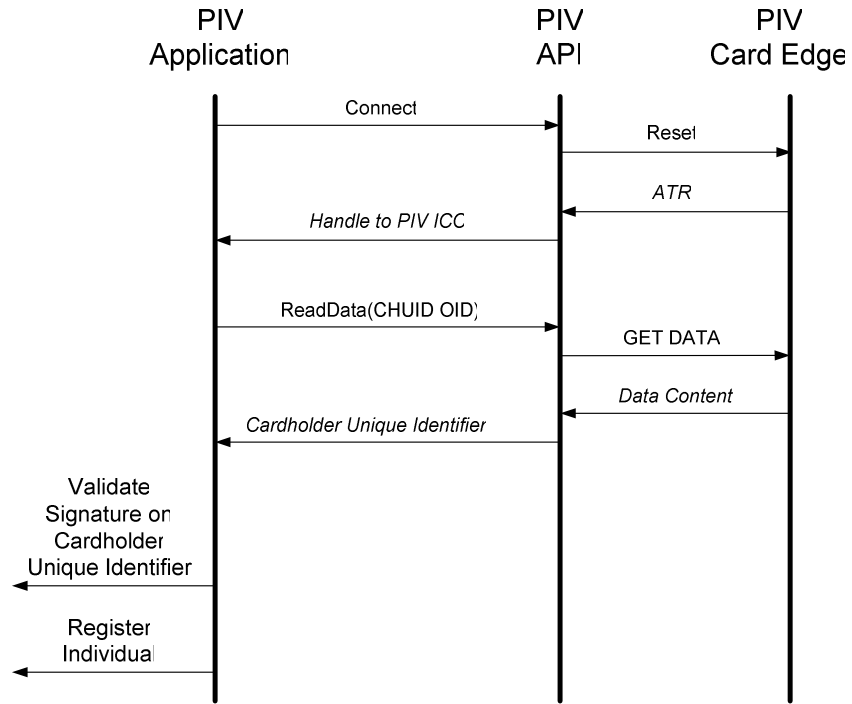 PIV
Application
PIV
API
PIV
Card Edge
Connect
Reset
ATR
Handle to PIV ICC
ReadData(CHUID OID)
GET DATA
Data Content
Cardholder Unique Identifier
Validate
Signature on
Cardholder
Unique Identifier
Register
Individual